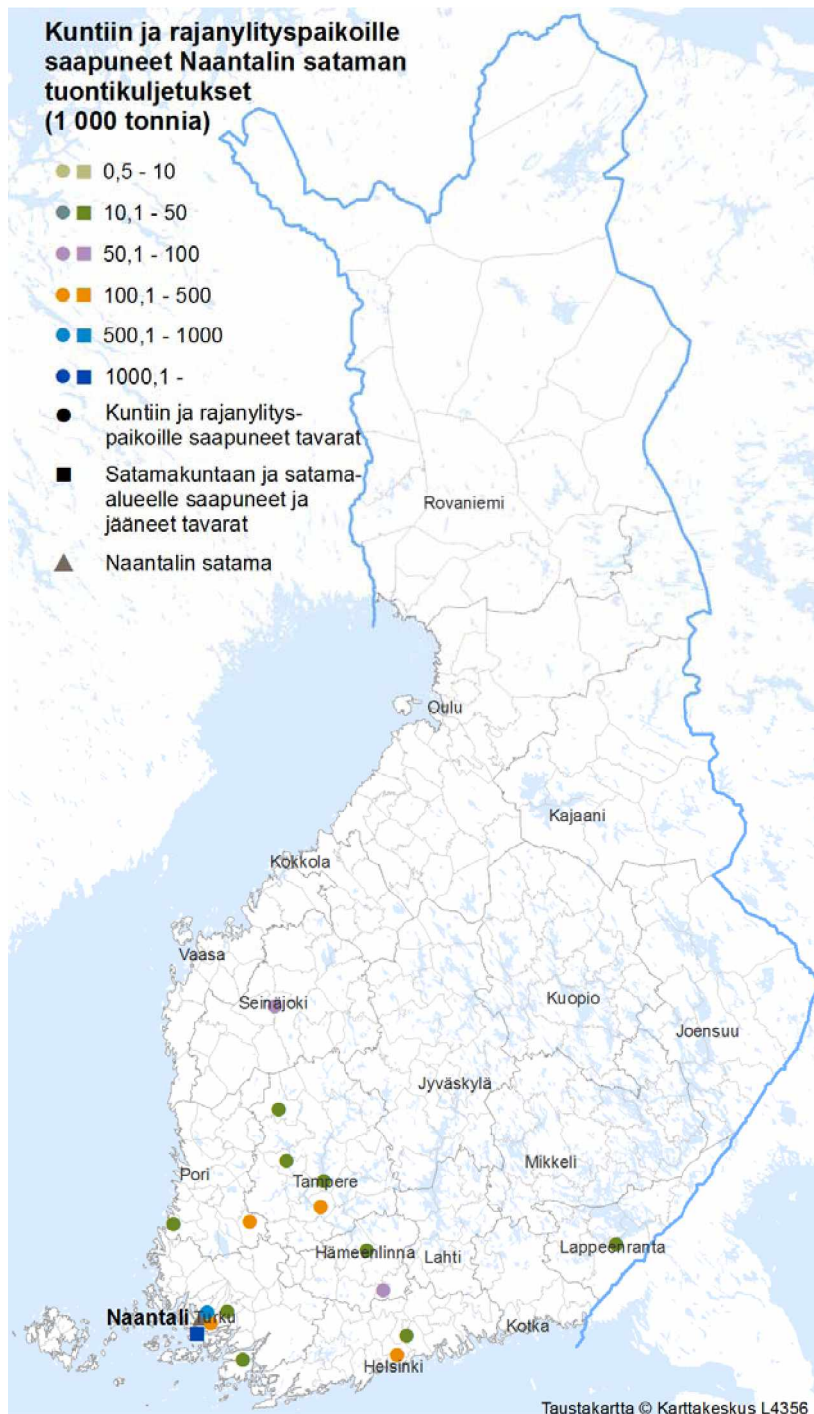 Kuntiin ja rajanylityspaikoille
saapuneet Naantalin sataman
tuontikuljetukset
(1 000 tonnia)
0,5 - 10
10,1 - 50
50,1 - 100
100,1 - 500
500,1 - 1000
1000,1 -
Kuntiin ja rajanylitys-
paikoille saapuneet tavarat
Satamakuntaan ja satama-
alueelle saapuneet ja
jääneet tavarat
Naantalin satama
Rovaniemi
Oulu
Kajaani
Kokkola
Vaasa
Seinäjoki
Kuopio
Joensuu
Jyväskylä
Mikkeli
Pori
Tampere
Hämeenlinna
Lahti
Lappeenranta
Naantali
Turku
Kotka
Helsinki
Taustakartta © Karttakeskus L4356